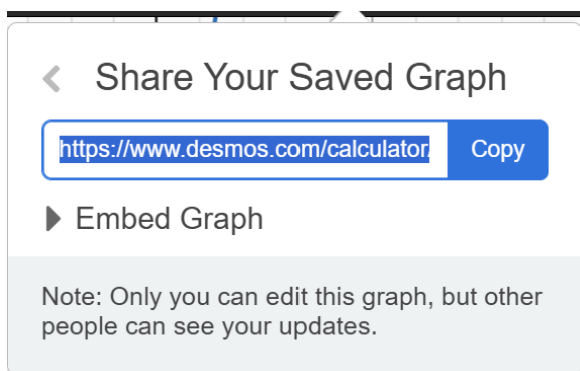 Share Your Saved Graph
https://www.desmos.com/calculator/
Copy
Embed Graph
Note: Only you can edit this graph, but other
people can see your updates.